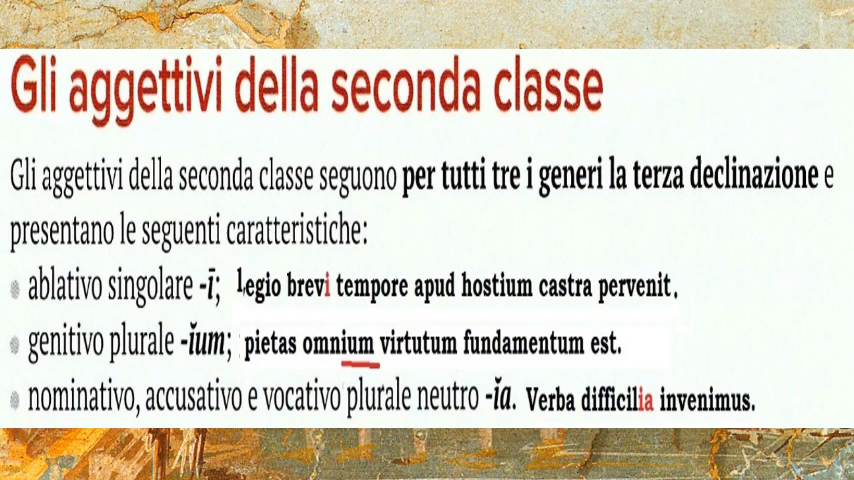 Gli aggettivi della seconda classe
Gli aggettivi della seconda classe seguono per tutti tre i generi la terza declinazione e
presentano le seguenti caratteristiche:
ablativo singolare -ī; legio brevi tempore apud hostium castra pervenit.
genitivo plurale -ĭum; pietas omnium virtutum fundamentum est.
nominativo, accusativo e vocativo plurale neutro -ĭa. Verba difficilia invenimus.